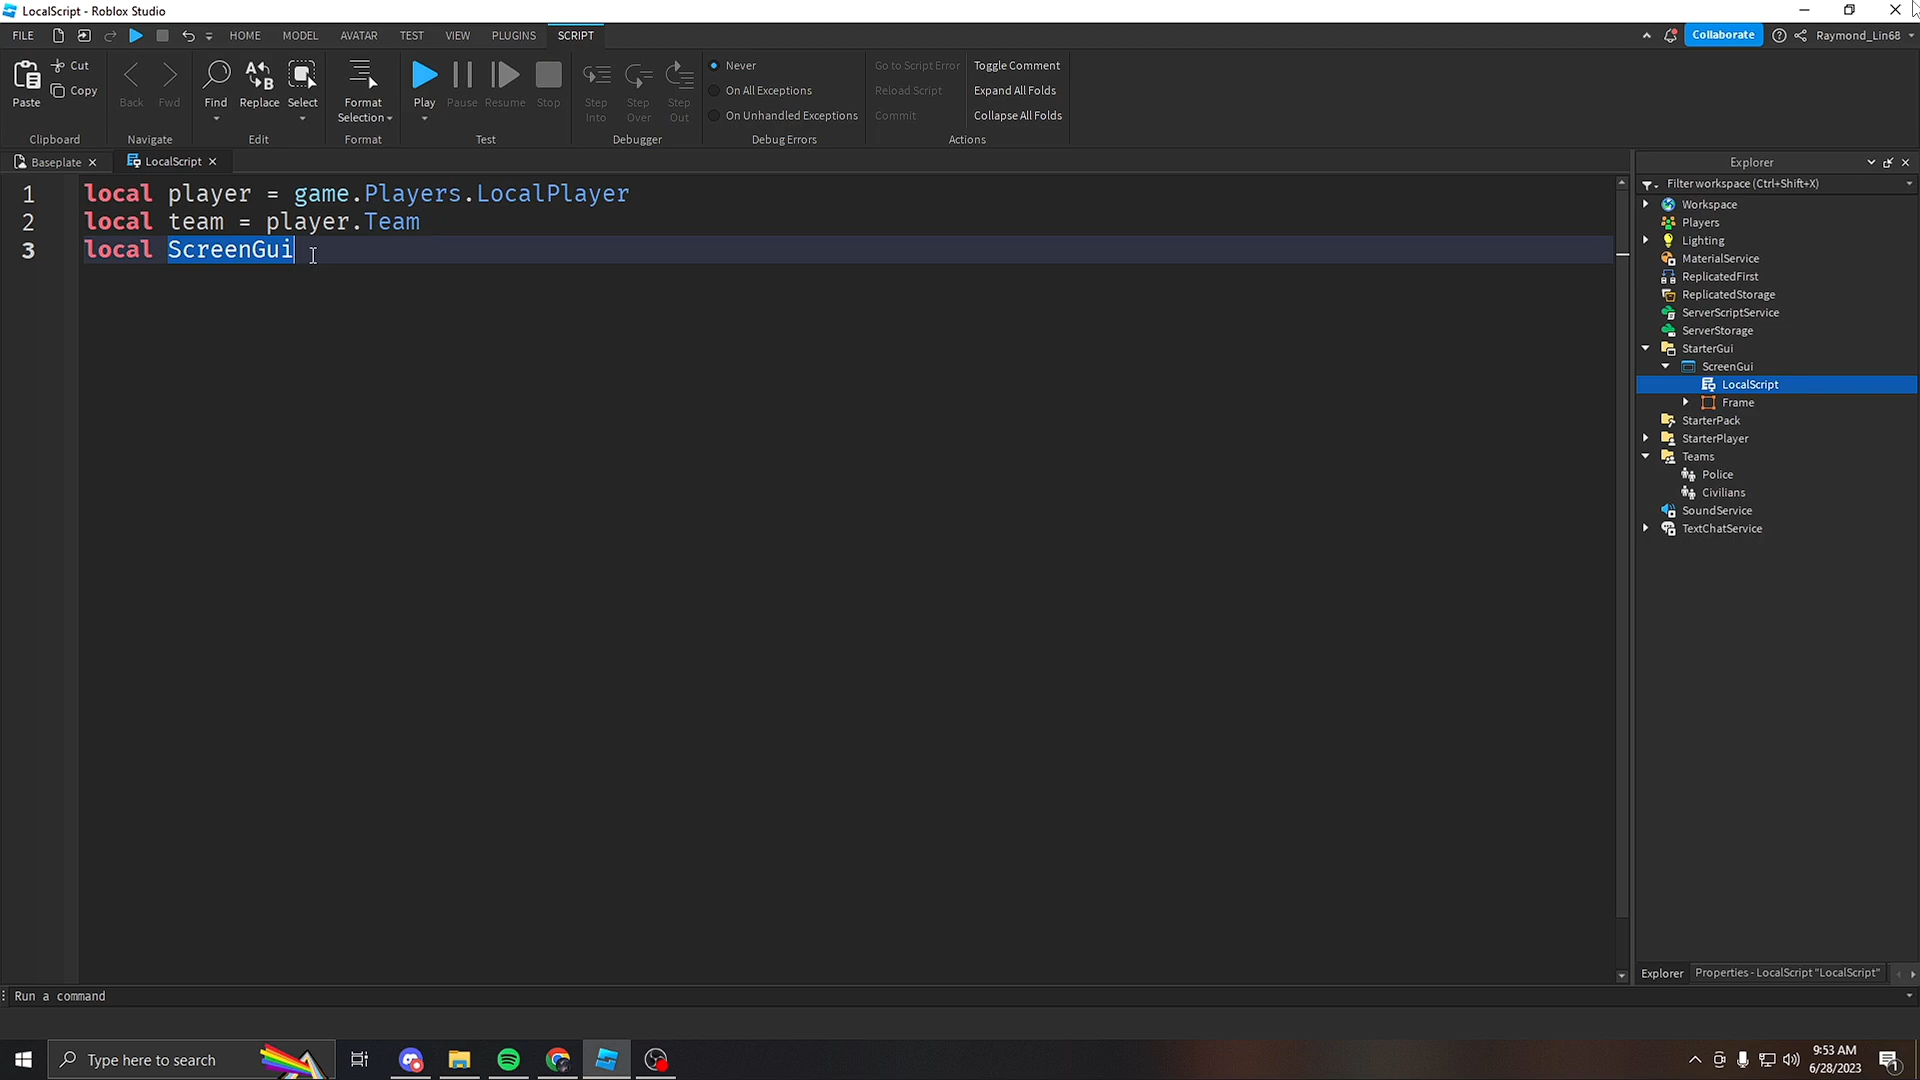 LocalScript - Roblox Studio
FILE HOME MODEL AVATAR TEST VIEW PLUGINS SCRIPT Collaborate Raymond_Lin68
Paste Cut Copy Clipboard
Back Fwd Navigate
Find Replace Select Edit
Format Selection Format
Play Pause Resume Stop Test
Step Into Step Over Step Out Debugger
Never
On All Exceptions
On Unhandled Exceptions
Debug Errors
Go to Script Error Toggle Comment
Reload Script Expand All Folds
Commit Collapse All Folds
Actions
Baseplate LocalScript
1 local player = game.Players.LocalPlayer
2 local team = player.Team
3 local ScreenGui
Explorer
Filter workspace (Ctrl+Shift+X)
Workspace
Players
Lighting
MaterialService
ReplicatedFirst
ReplicatedStorage
ServerScriptService
ServerStorage
StarterGui
ScreenGui
LocalScript
Frame
StarterPack
StarterPlayer
Teams
Police
Civilians
SoundService
TextChatService
Explorer Properties - LocalScript "LocalScript"
Run a command
Type here to search
9:53 AM
6/28/2023
1